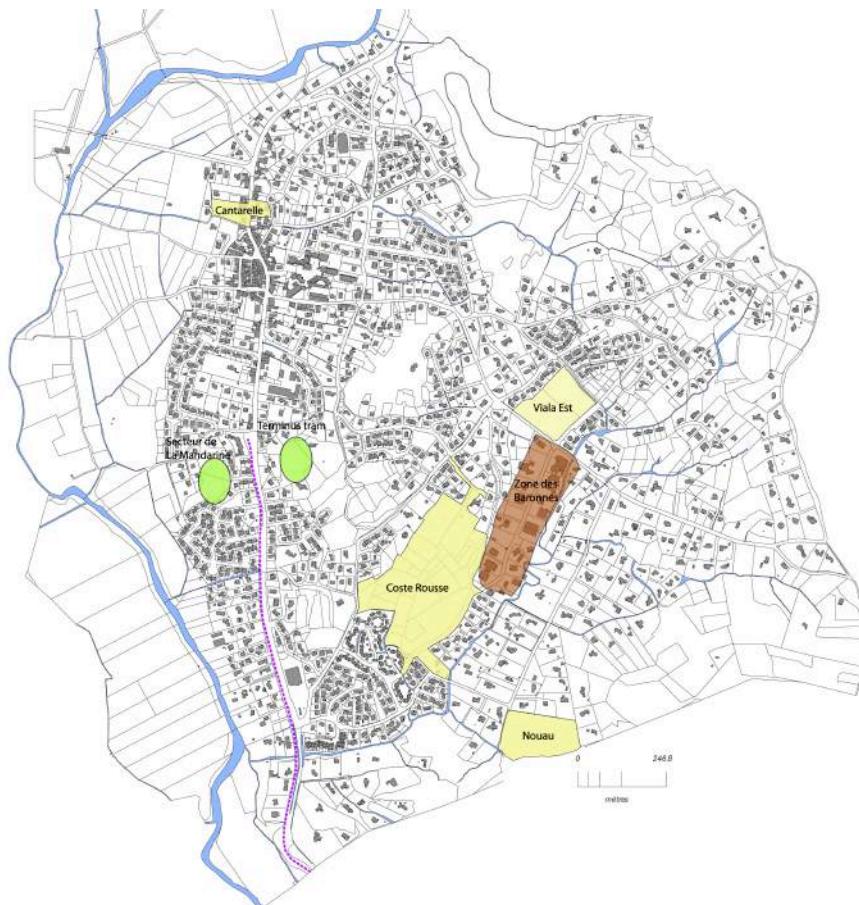 Cantarelle
Viala Est
Terminus tram
Secteur de
La Mandarine
Zone des
Baronnes
Coste Rousse
Nouau
0 246.8
mètres